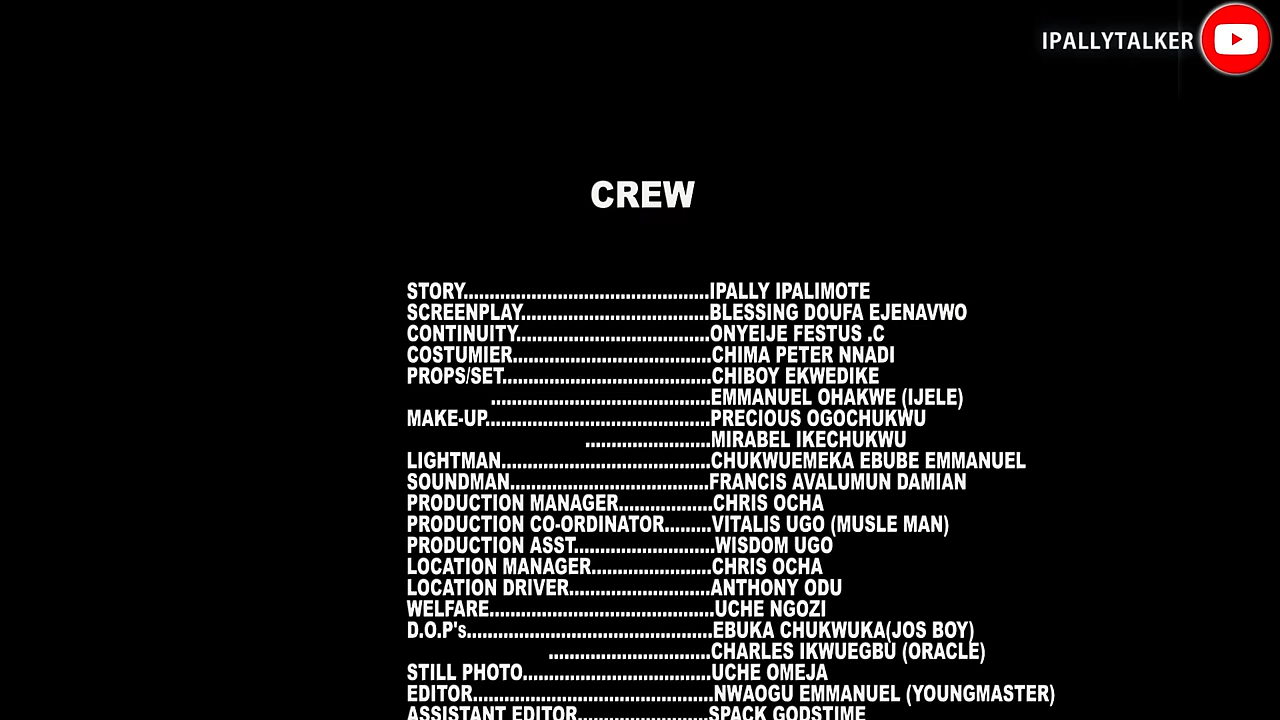 IPALLYTALKER
CREW
STORY...............................................IPALLY IPALIMOTE
SCREENPLAY....................................BLESSING DOUFA EJENAVWO
CONTINUITY.....................................ONYEIJE FESTUS .C
COSTUMIER......................................CHIMA PETER NNADI
PROPS/SET........................................CHIBOY EKWEDIKE
..........................................EMMANUEL OHAKWE (IJELE)
MAKE-UP...........................................PRECIOUS OGOCHUKWU
........................MIRABEL IKECHUKWU
LIGHTMAN........................................CHUKWUEMEKA EBUBE EMMANUEL
SOUNDMAN......................................FRANCIS AVALUMUN DAMIAN
PRODUCTION MANAGER..................CHRIS OCHA
PRODUCTION CO-ORDINATOR.........VITALIS UGO (MUSLE MAN)
PRODUCTION ASST...........................WISDOM UGO
LOCATION MANAGER.......................CHRIS OCHA
LOCATION DRIVER...........................ANTHONY ODU
WELFARE...........................................UCHE NGOZI
D.O.P's...............................................EBUKA CHUKWUKA(JOS BOY)
...............................CHARLES IKWUEGBU (ORACLE)
STILL PHOTO....................................UCHE OMEJA
EDITOR..............................................NWAOGU EMMANUEL (YOUNGMASTER)
ASSISTANT EDITOR.........................SPACK GODSTIME